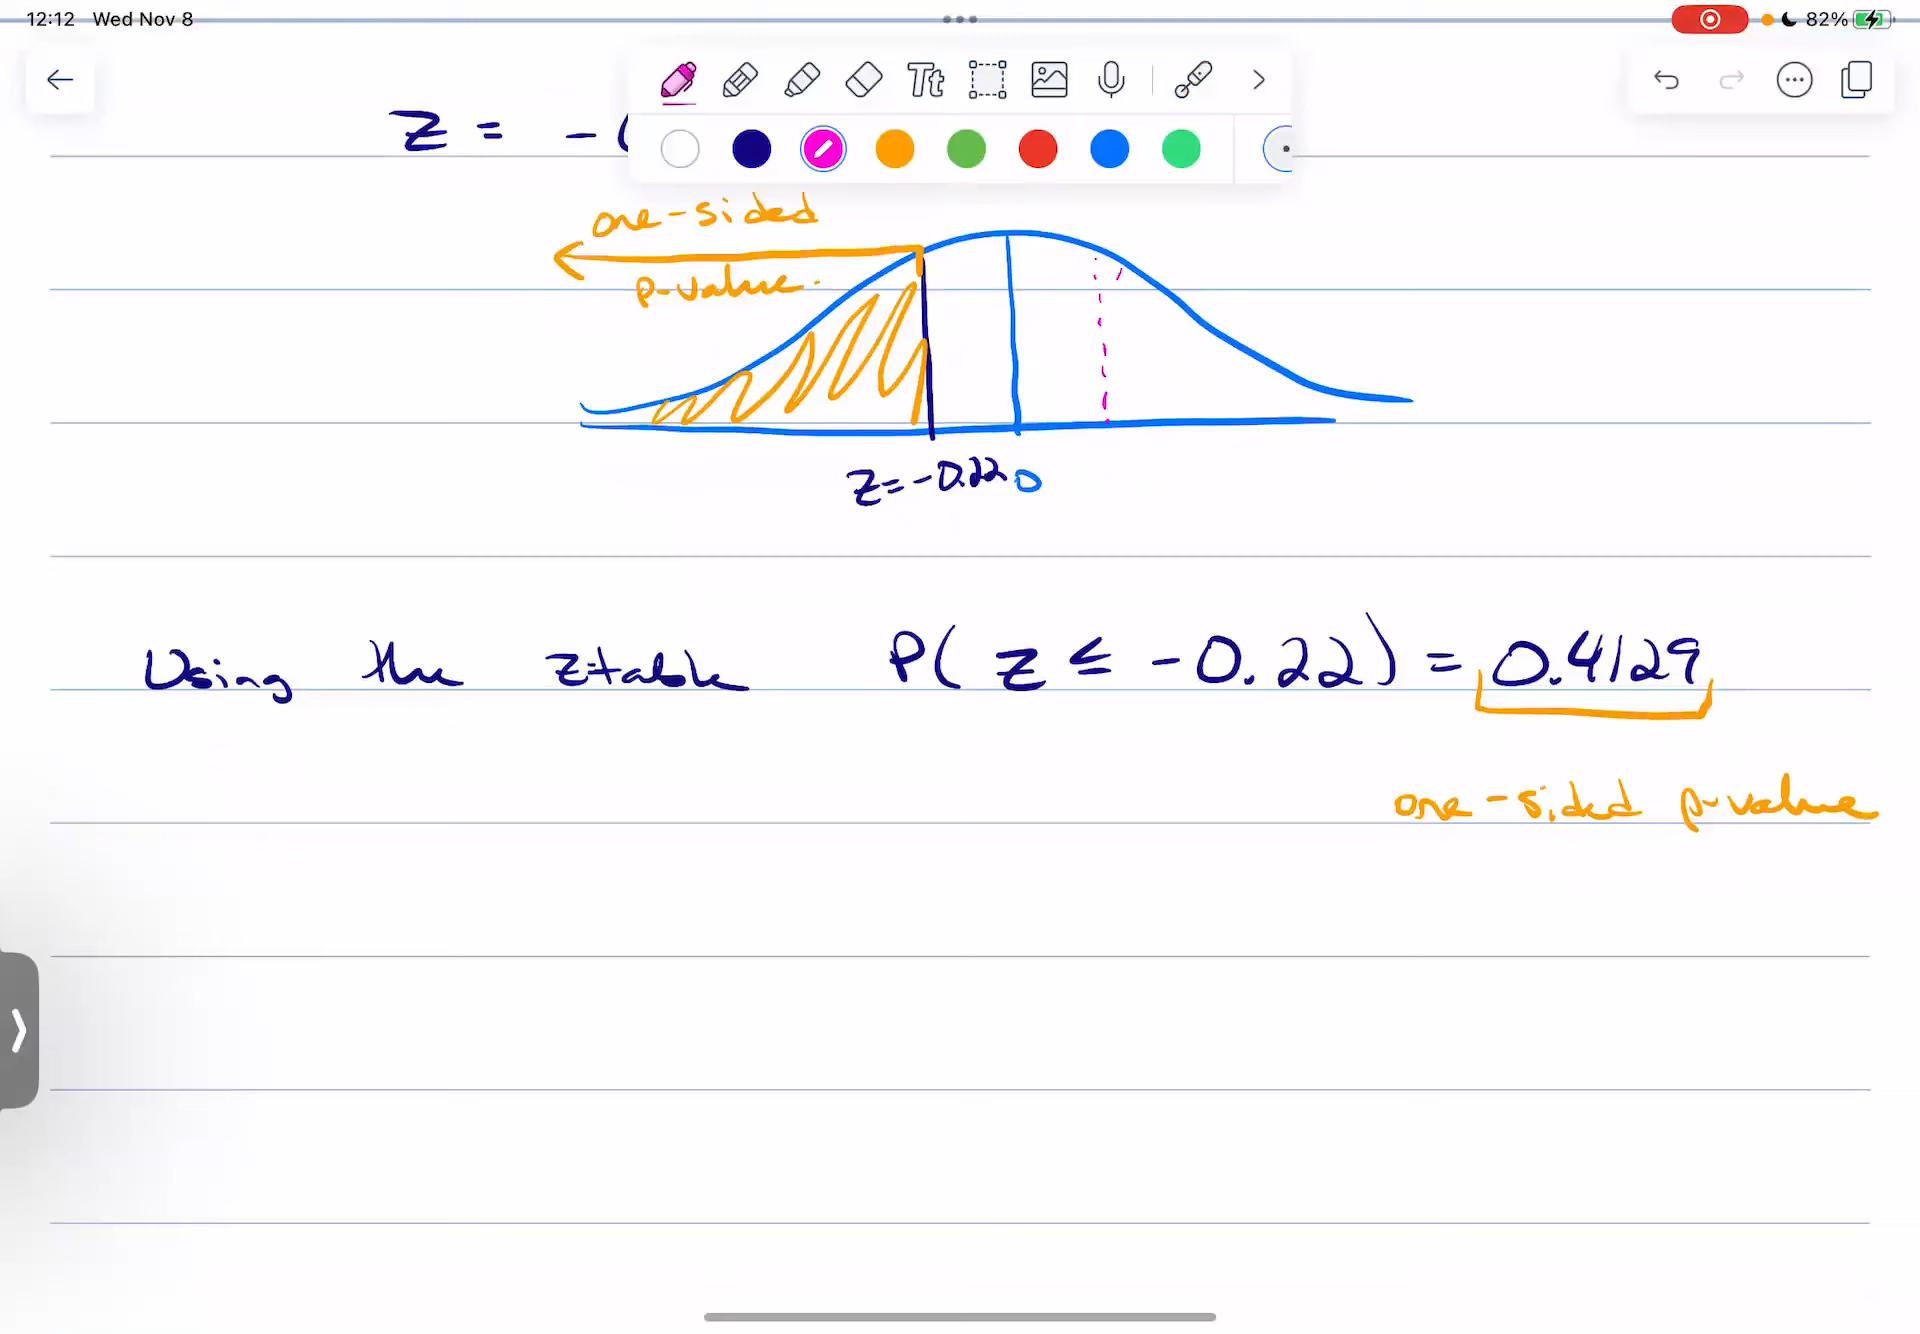 12:12 Wed Nov 8
82%
Tt
Z = -
one-sided
p-value.
Z=-0.22 0
Using the ztable P( Z ≤ -0.22) = 0.4129
one-sided p-value